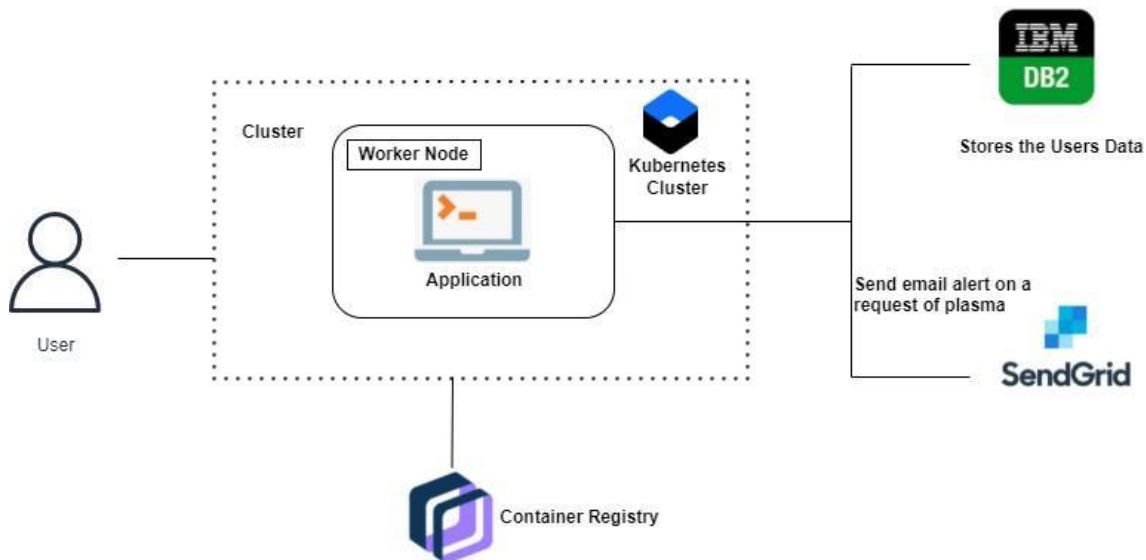 IBM
DB2
Cluster
Worker Node
Kubernetes
Cluster
Stores the Users Data
Application
Send email alert on a
request of plasma
User
SendGrid
Container Registry